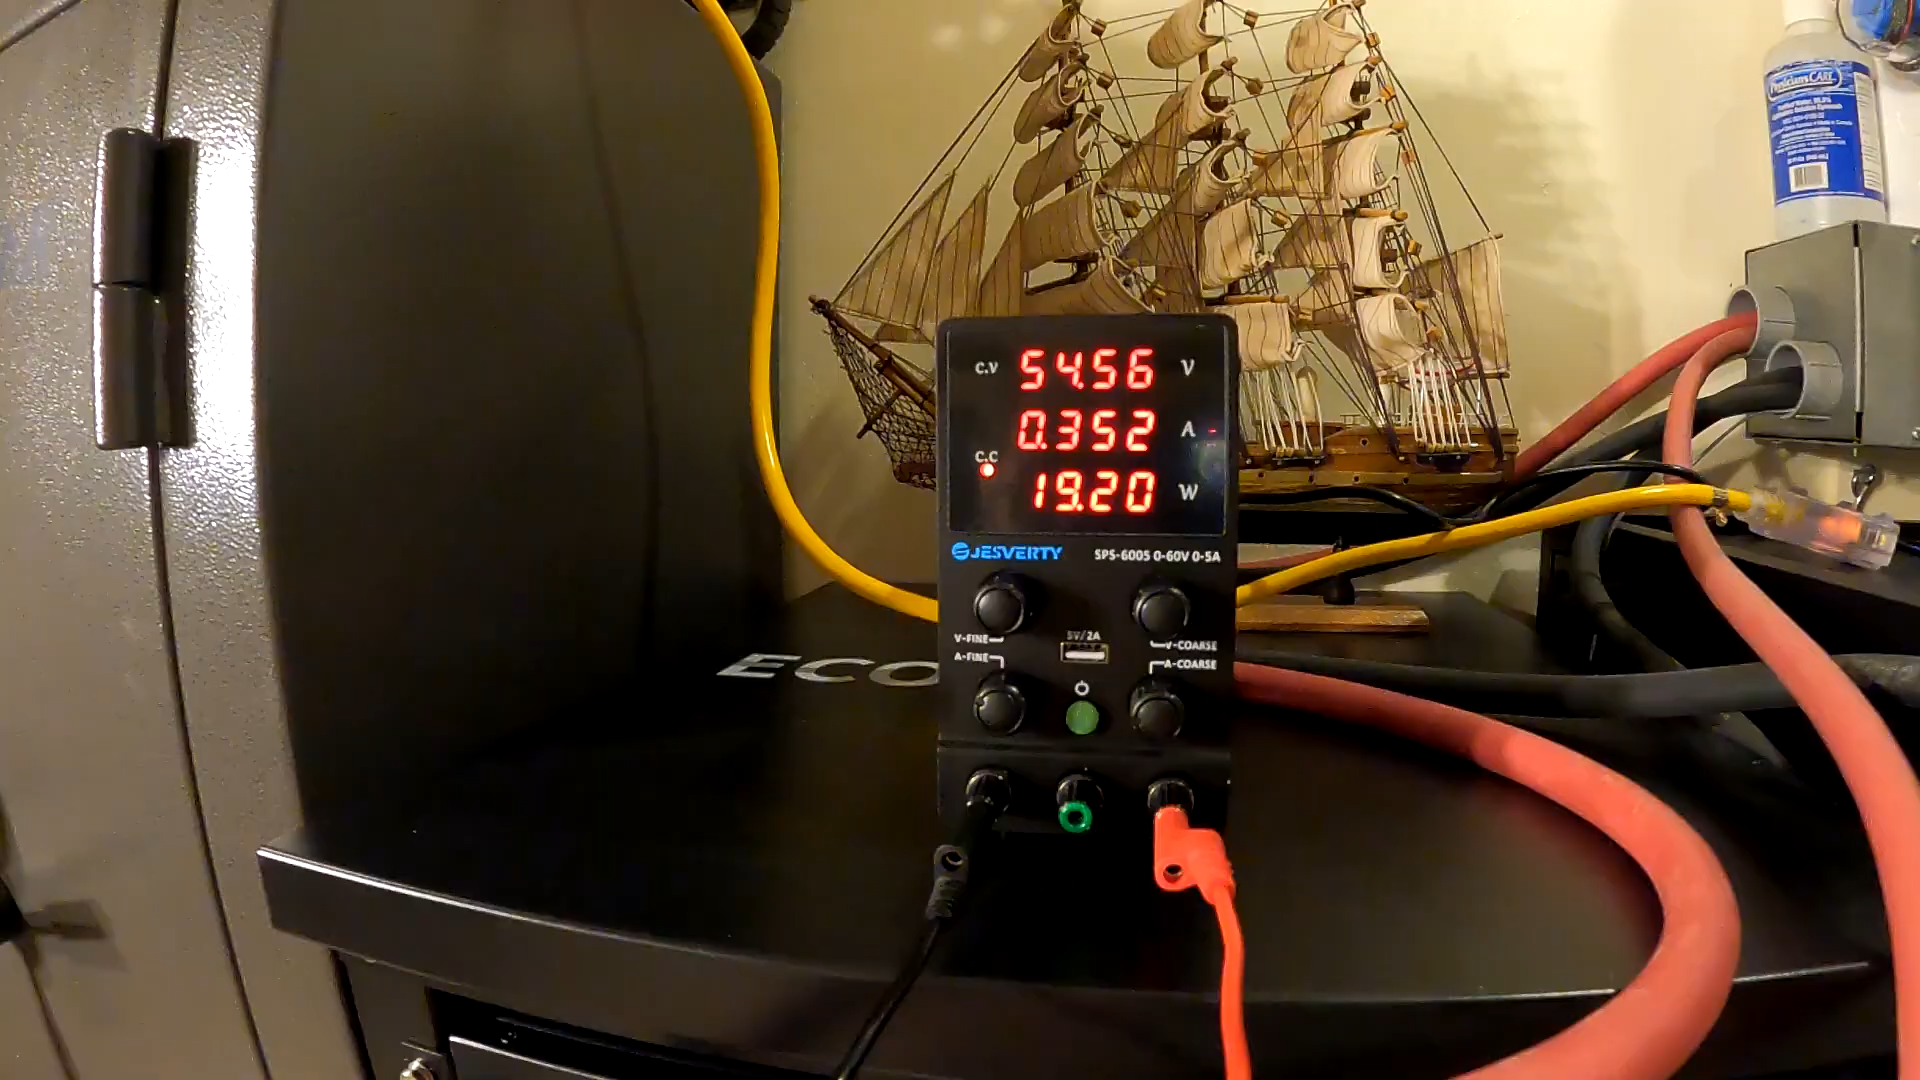 PhysiciansCARE
C.V 54.56 V
0.352 A
C.C
19.20 W
JESVERTY SPS-6005 0-60V 0-5A
V-FINE 5V/2A V-COARSE
A-FINE A-COARSE
ECO